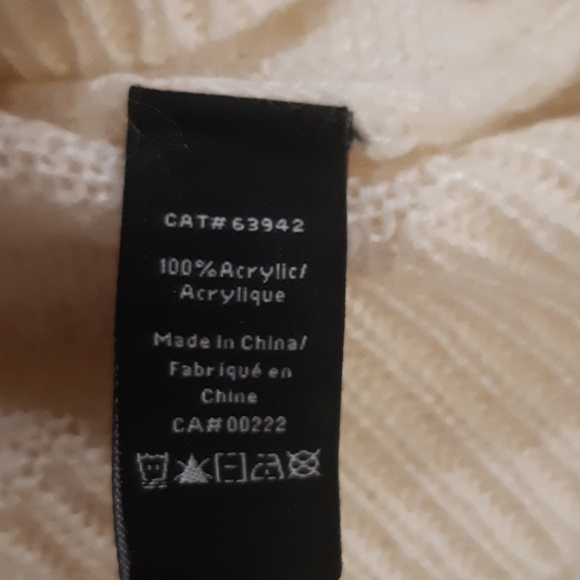 CAT#63942
100%Acrylic/
Acrylique
Made In China/
Fabriqué en
Chine
CA#00222